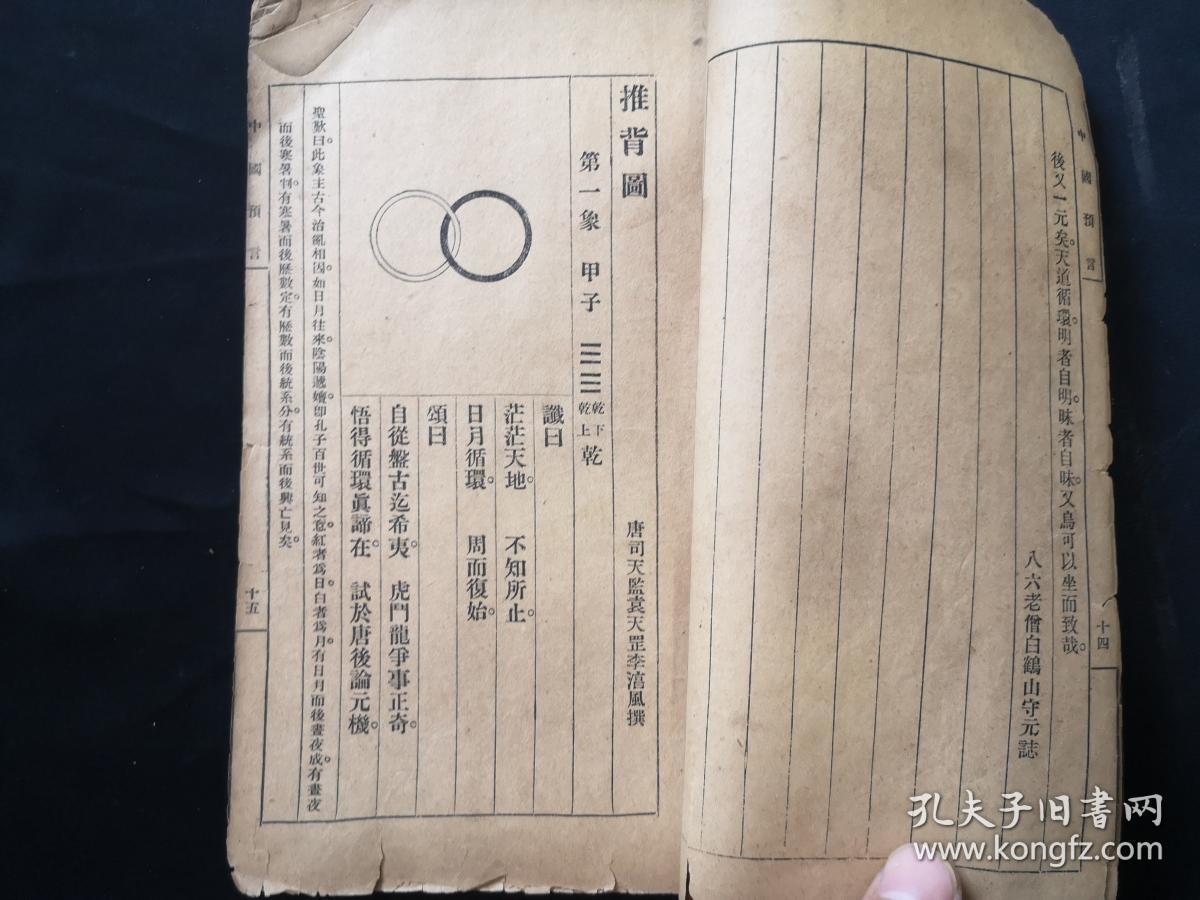 中國預言
後又一元矣。天道循環。明者自明。昧者自昧。又烏可以坐而致哉。
八六老僧白鶴山守元誌
十四
推背圖
唐司天監袁天罡李淳風撰
第一象 甲子 ☰☰ 乾下乾上 乾
讖曰
茫茫天地。 不知所止。
日月循環。 周而復始。
頌曰
自從盤古迄希夷。 虎鬥龍爭事正奇。
悟得循環眞諦在。 試於唐後論元機。
聖歎曰。此象主古今治亂相因。如日月往來。陰陽遞嬗。卽孔子百世可知之意。紅者爲日。白者爲月。有日月而後晝夜成。有晝夜
而後寒暑判。有寒暑而後歷數定。有歷數而後統系分。有統系而後興亡見矣。
中國預言
十五
孔夫子旧書网
www.kongfz.com